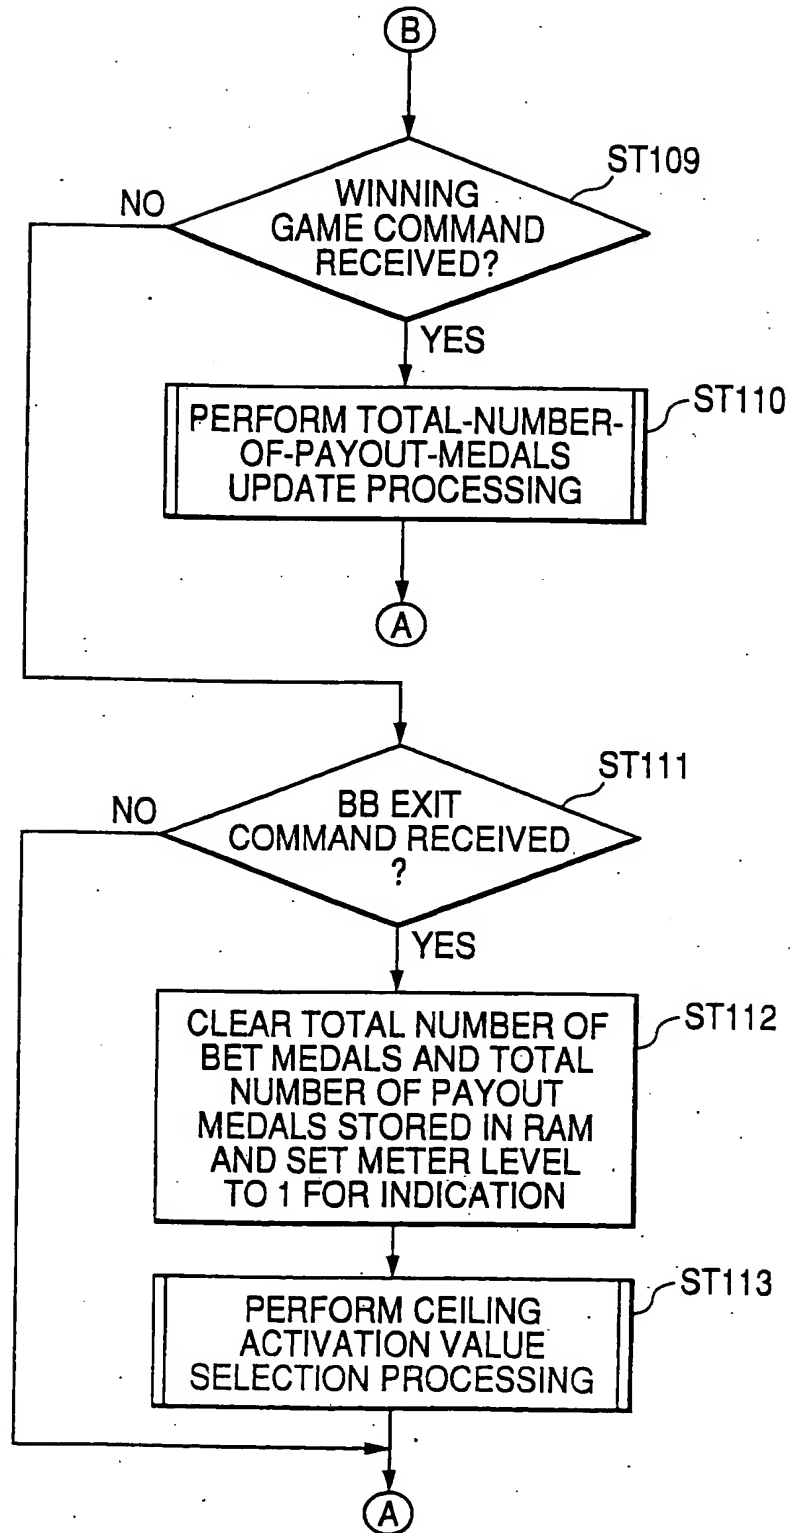 B
ST109
NO
WINNING
GAME COMMAND
RECEIVED?
YES
ST110
PERFORM TOTAL-NUMBER-
OF-PAYOUT-MEDALS
UPDATE PROCESSING
A
ST111
NO
BB EXIT
COMMAND RECEIVED
?
YES
ST112
CLEAR TOTAL NUMBER OF
BET MEDALS AND TOTAL
NUMBER OF PAYOUT
MEDALS STORED IN RAM
AND SET METER LEVEL
TO 1 FOR INDICATION
ST113
PERFORM CEILING
ACTIVATION VALUE
SELECTION PROCESSING
A